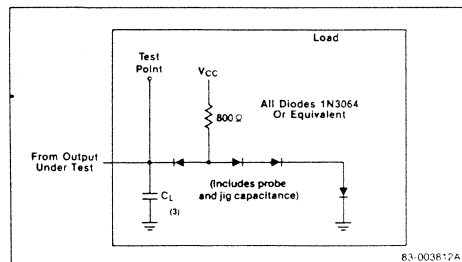 Load
Test
Point
VCC
All Diodes 1N3064
Or Equivalent
800 Ω
From Output
Under Test
(Includes probe
and jig capacitance)
CL
(3)
83-003812A